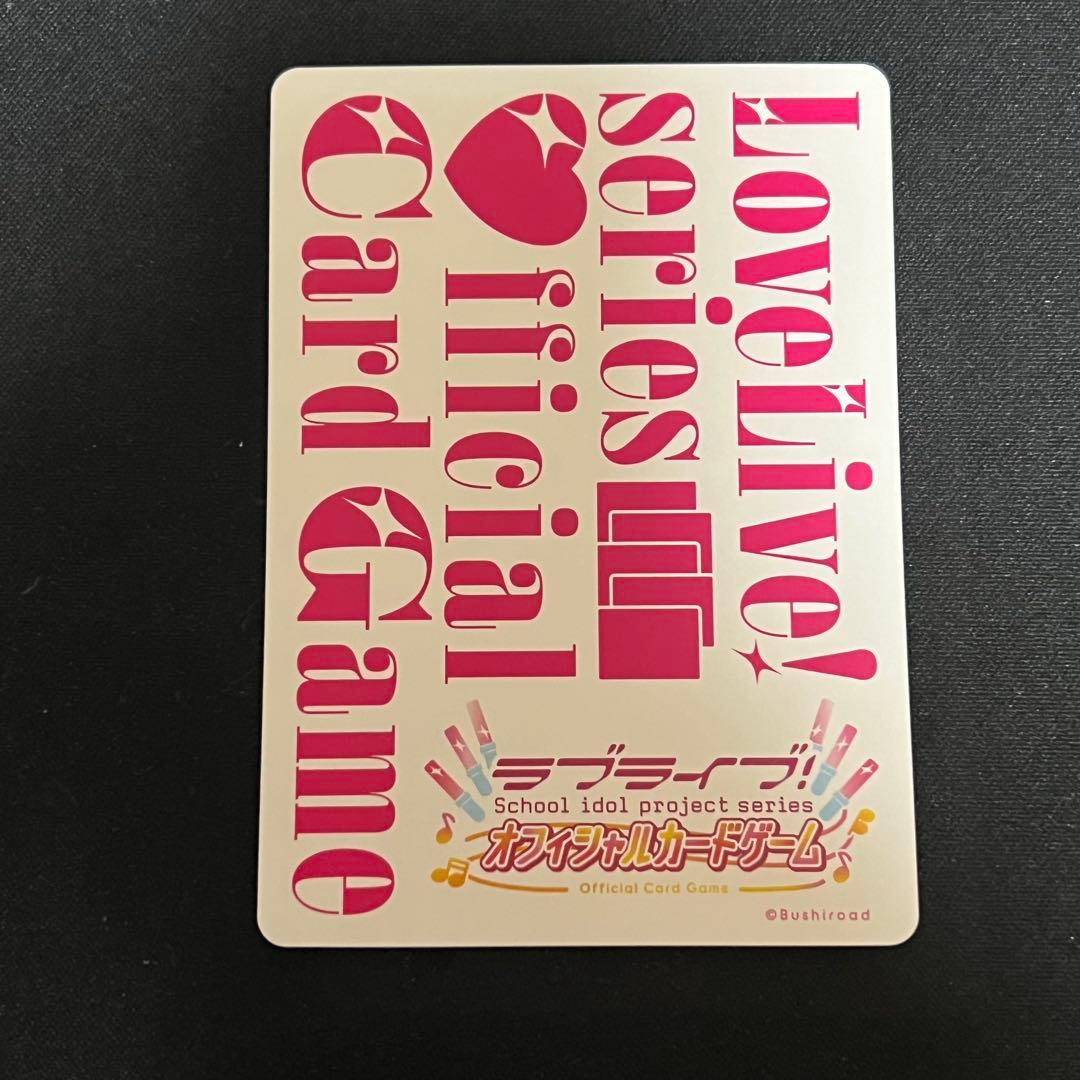 LoveLive!
series
fficial
Card Game
ラブライブ!
School idol project series
オフィシャルカードゲーム
Official Card Game
©Bushiroad